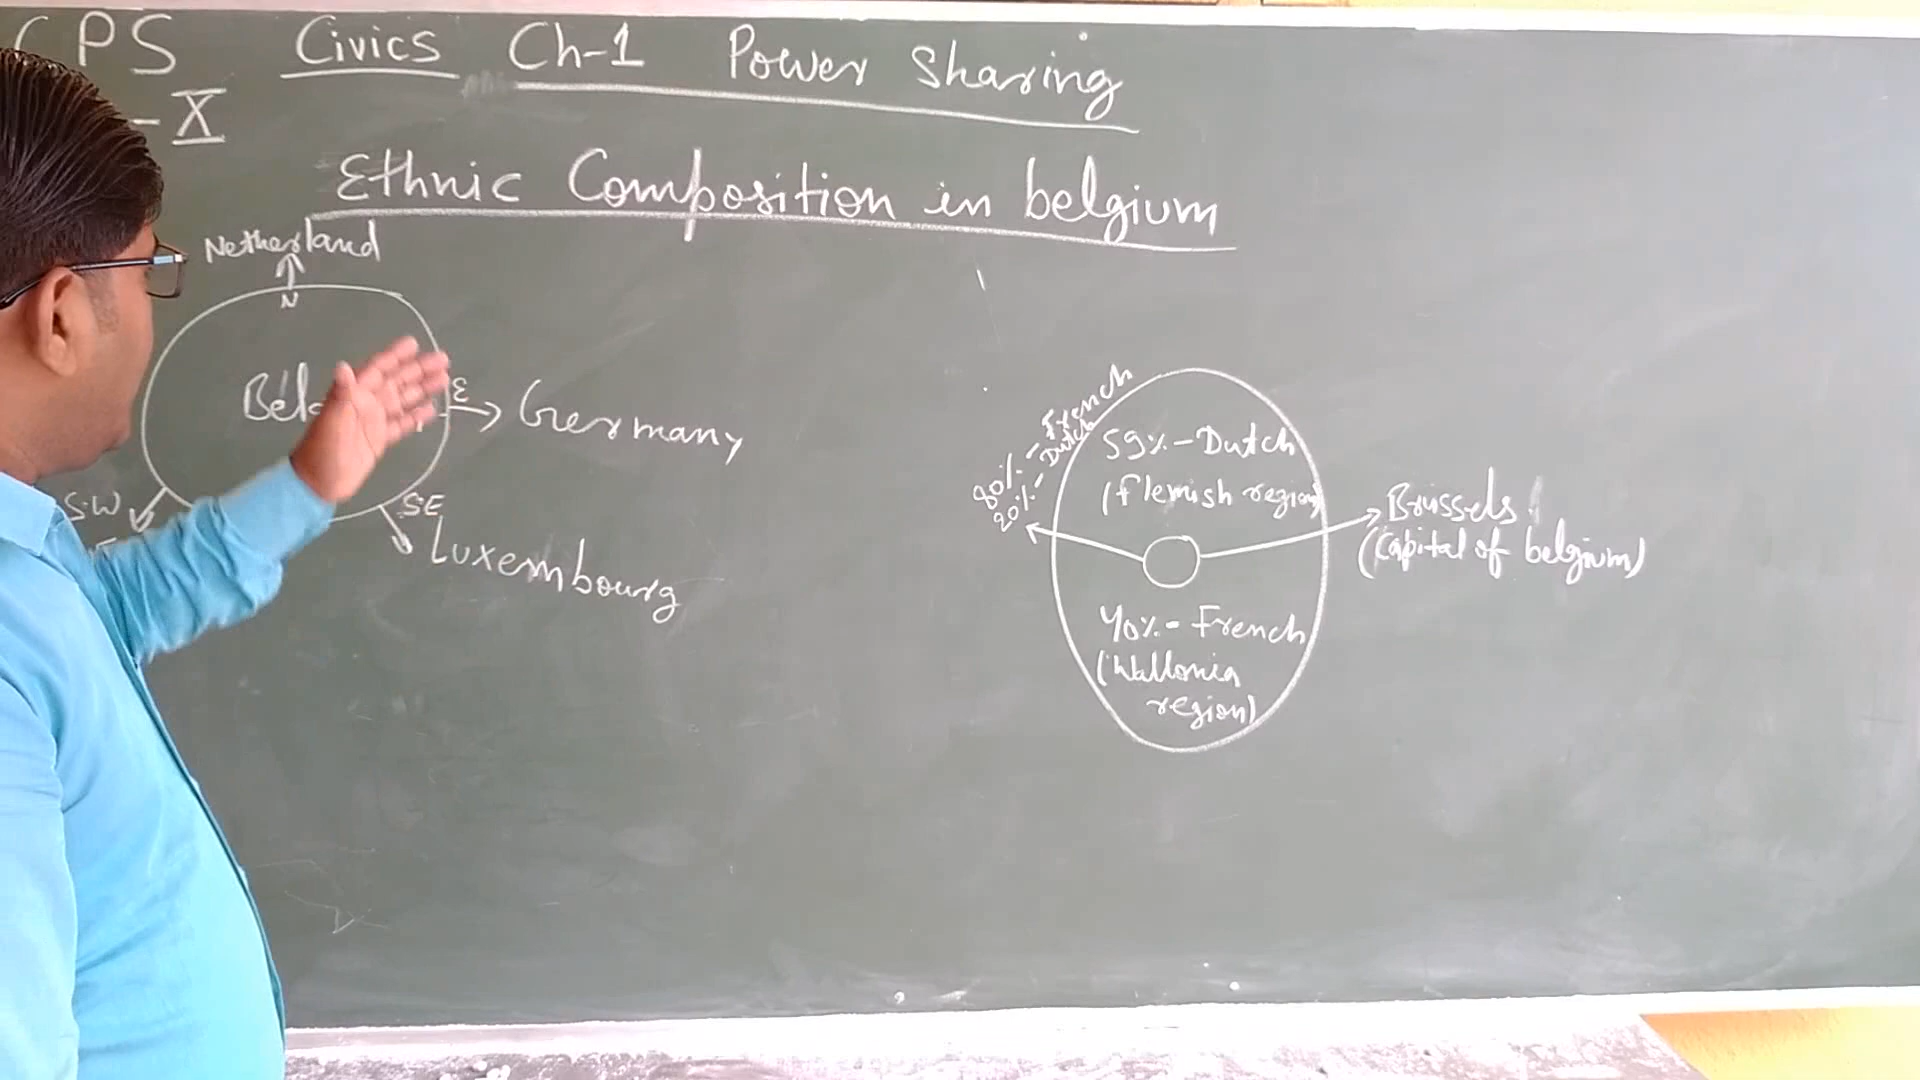 CPS Civics Ch-1 Power Sharing
- X
Ethnic Composition in belgium
Netherland
N
E
Germany
S.W
SE
Luxembourg
80% - French
20% - Dutch
59% - Dutch
(flemish region)
Brussels
(Capital of belgium)
40% - French
(Wallonia
region)